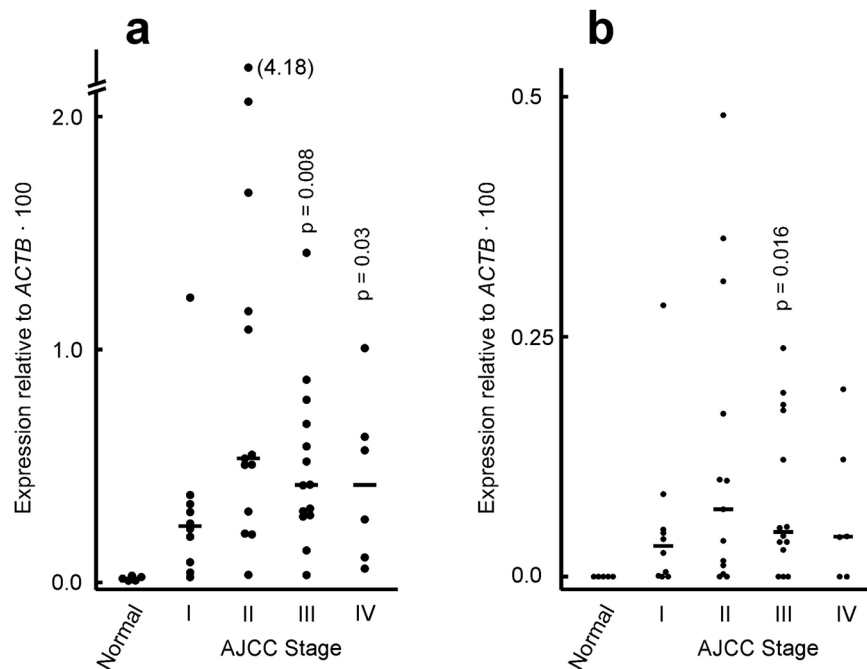 a
(4.18)
2.0
1.0
0.0
Expression relative to ACTB · 100
p = 0.008
p = 0.03
Normal
I
II
III
IV
AJCC Stage
b
0.5
0.25
0.0
Expression relative to ACTB · 100
p = 0.016
Normal
I
II
III
IV
AJCC Stage